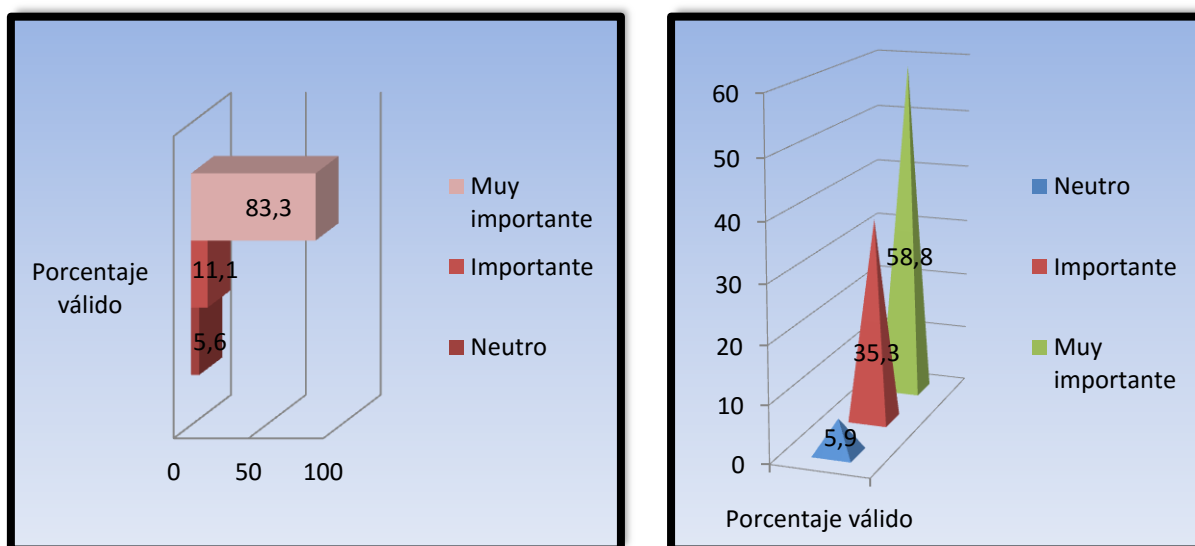 83,3
11,1
5,6
Porcentaje
válido
0 50 100
Muy
importante
Importante
Neutro
60
50
40
30
20
10
0
58,8
35,3
5,9
Porcentaje válido
Neutro
Importante
Muy
importante